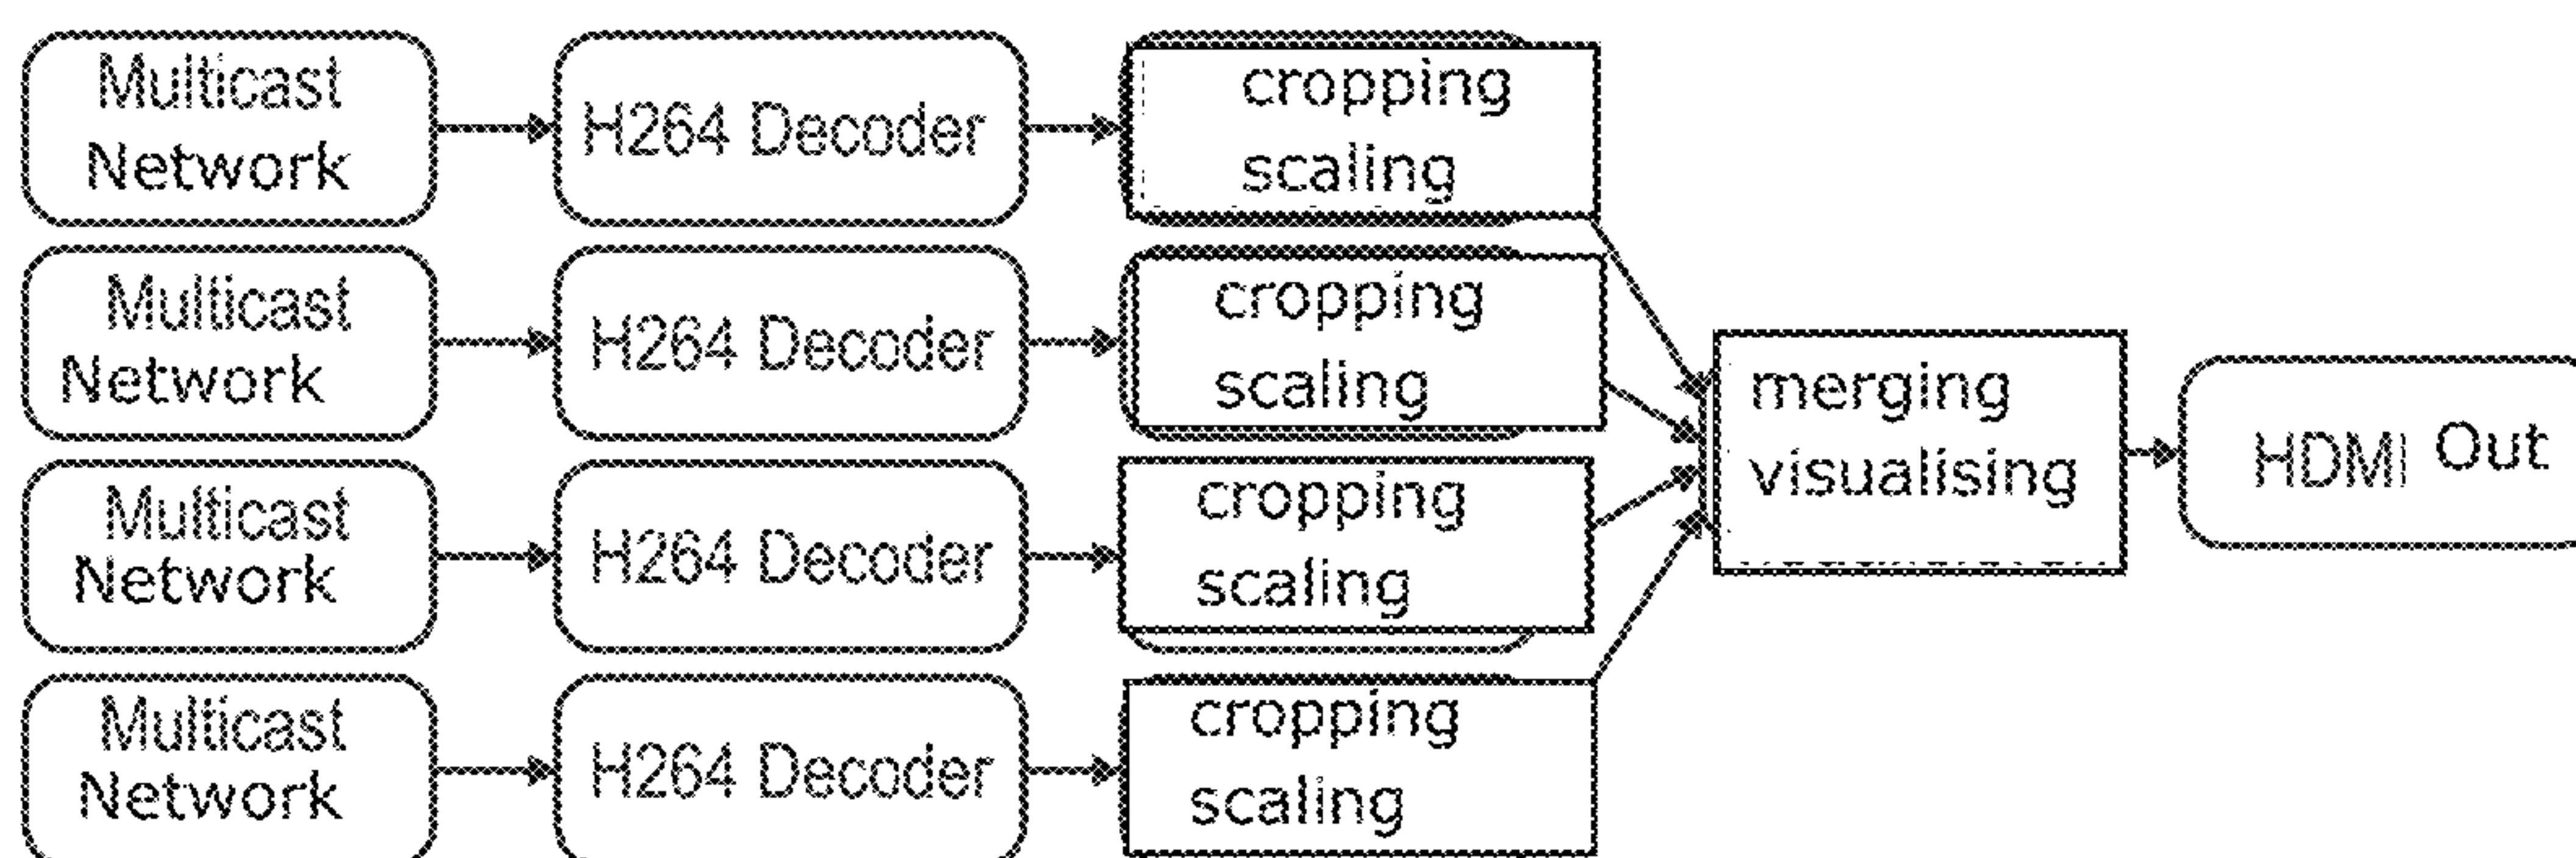 Multicast
Network
H264 Decoder
cropping
scaling
Multicast
Network
H264 Decoder
cropping
scaling
Multicast
Network
H264 Decoder
cropping
scaling
Multicast
Network
H264 Decoder
cropping
scaling
merging
visualising
HDMI Out